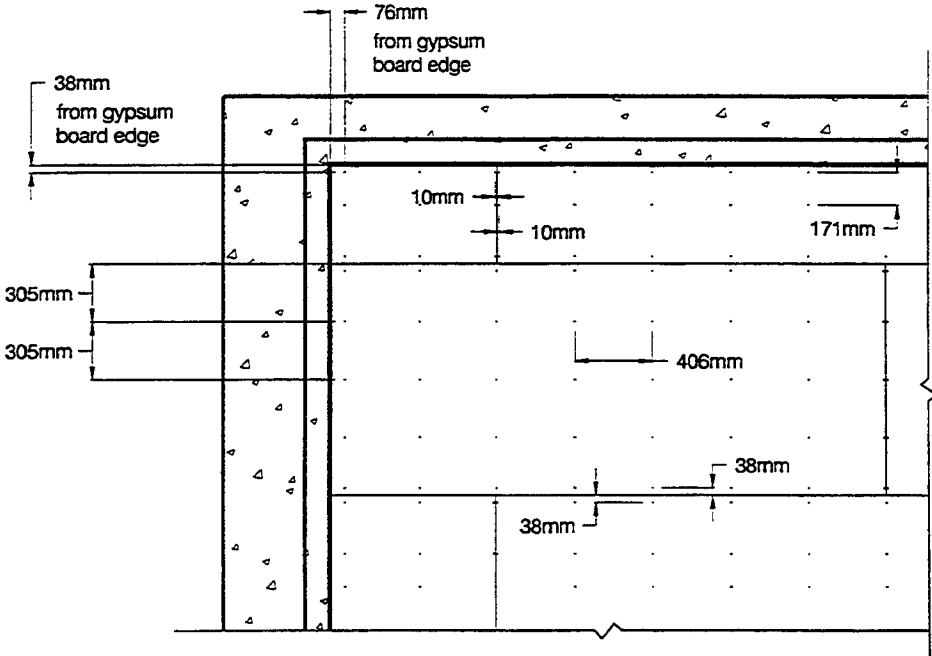 76mm
from gypsum
board edge
38mm
from gypsum
board edge
10mm
10mm
171mm
305mm
305mm
406mm
38mm
38mm